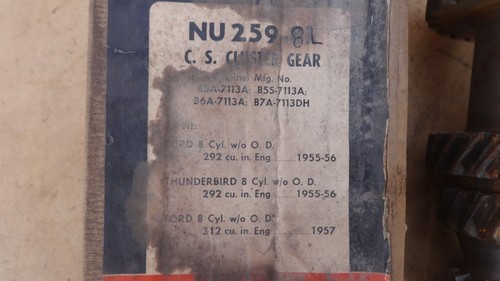 NU 259-8L
C. S. CLUSTER GEAR
Mfg. No.
B5A-7113A; B5S-7113A;
B6A-7113A; B7A-7113DH
8 Cyl. w/o O. D.
292 cu. in. Eng ...... 1955-56
THUNDERBIRD 8 Cyl. w/o O. D.
292 cu. in. Eng ...... 1955-56
FORD 8 Cyl. w/o O. D.
312 cu. in. Eng ...... 1957